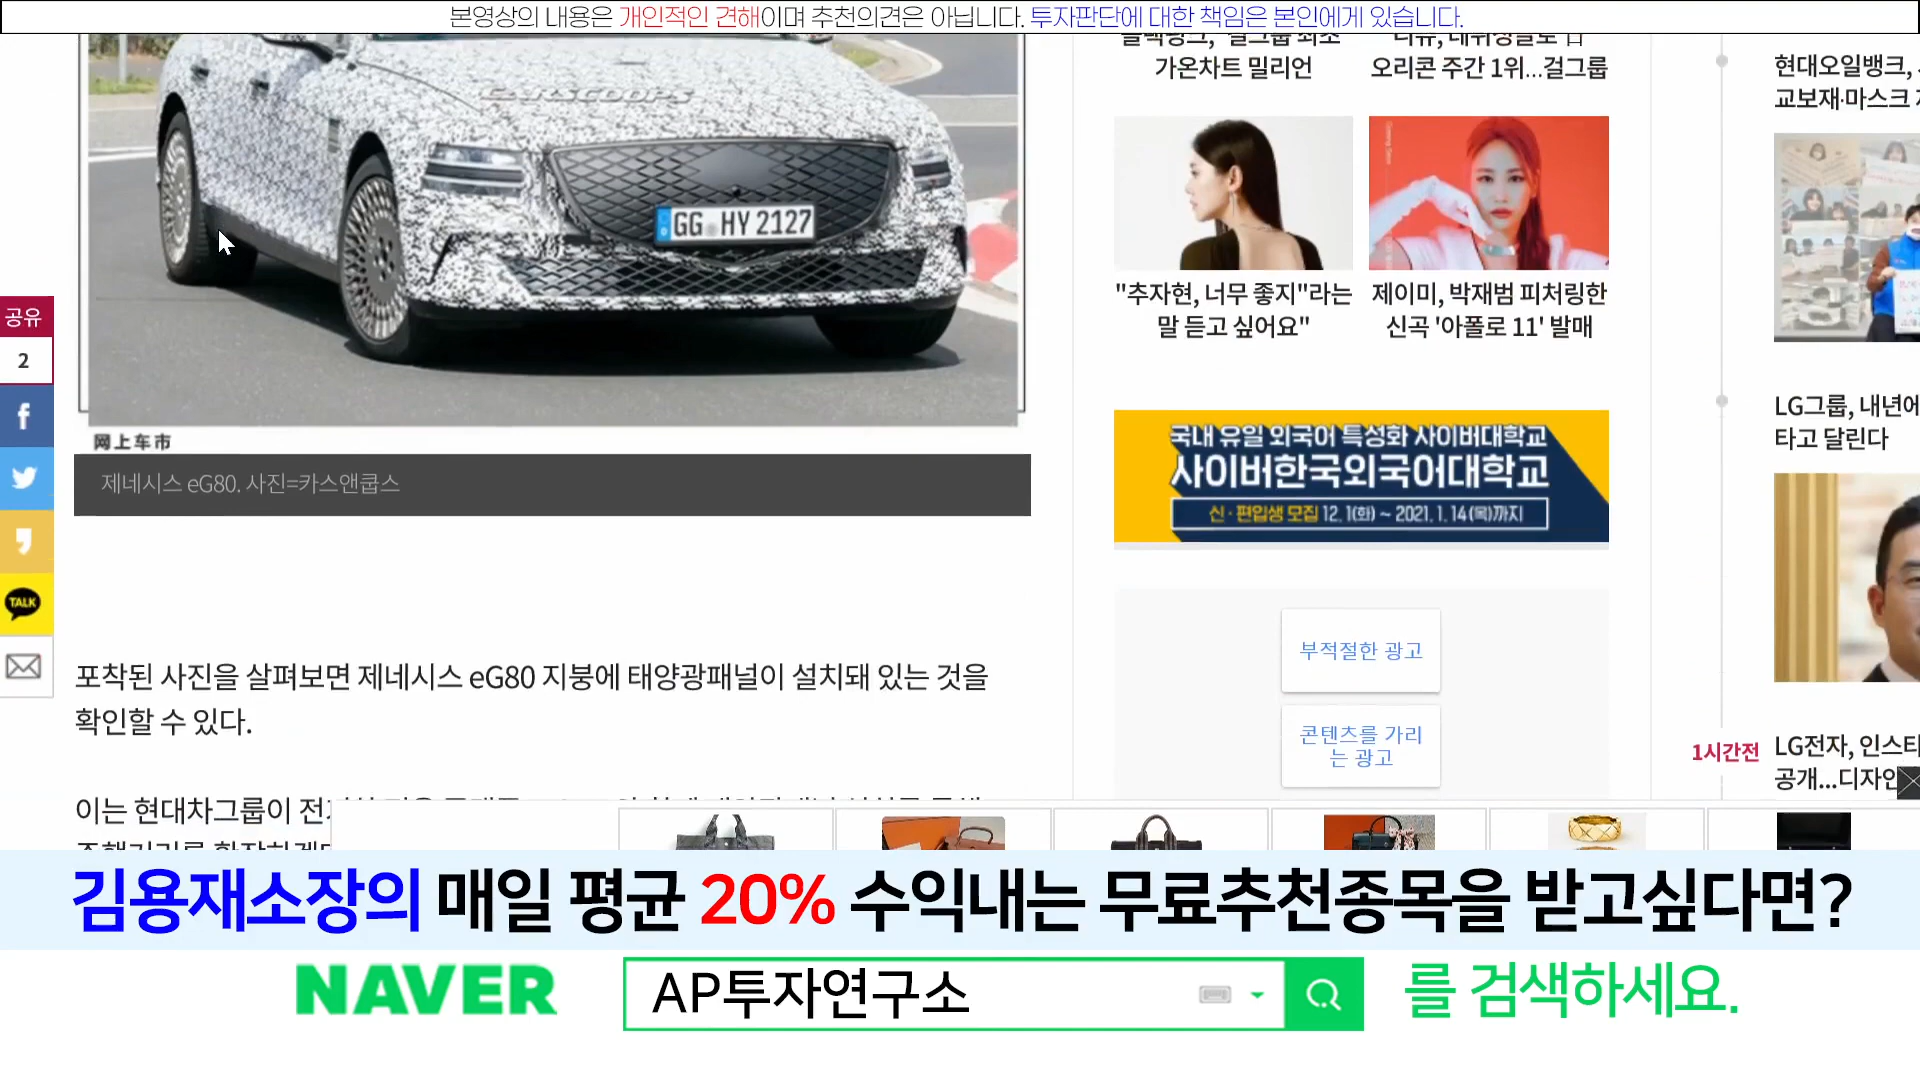 본영상의 내용은 개인적인 견해이며 추천의견은 아닙니다. 투자판단에 대한 책임은 본인에게 있습니다.
CARSCOOPS
GG HY 2127
网上车市
제네시스 eG80. 사진=카스앤쿱스
공유
2
TALK
포착된 사진을 살펴보면 제네시스 eG80 지붕에 태양광패널이 설치돼 있는 것을
확인할 수 있다.
이는 현대차그룹이
가온차트 밀리언
오리콘 주간 1위...걸그룹
"추자현, 너무 좋지"라는
말 듣고 싶어요"
제이미, 박재범 피처링한
신곡 '아폴로 11' 발매
국내 유일 외국어 특성화 사이버대학교
사이버한국외국어대학교
신·편입생 모집 12. 1(화) ~ 2021. 1. 14(목)까지
부적절한 광고
콘텐츠를 가리
는 광고
현대오일뱅크,
교보재·마스크
LG그룹, 내년에
타고 달린다
1시간전
LG전자, 인스타
공개...디자인
김용재소장의 매일 평균 20% 수익내는 무료추천종목을 받고싶다면?
NAVER AP투자연구소 를 검색하세요.